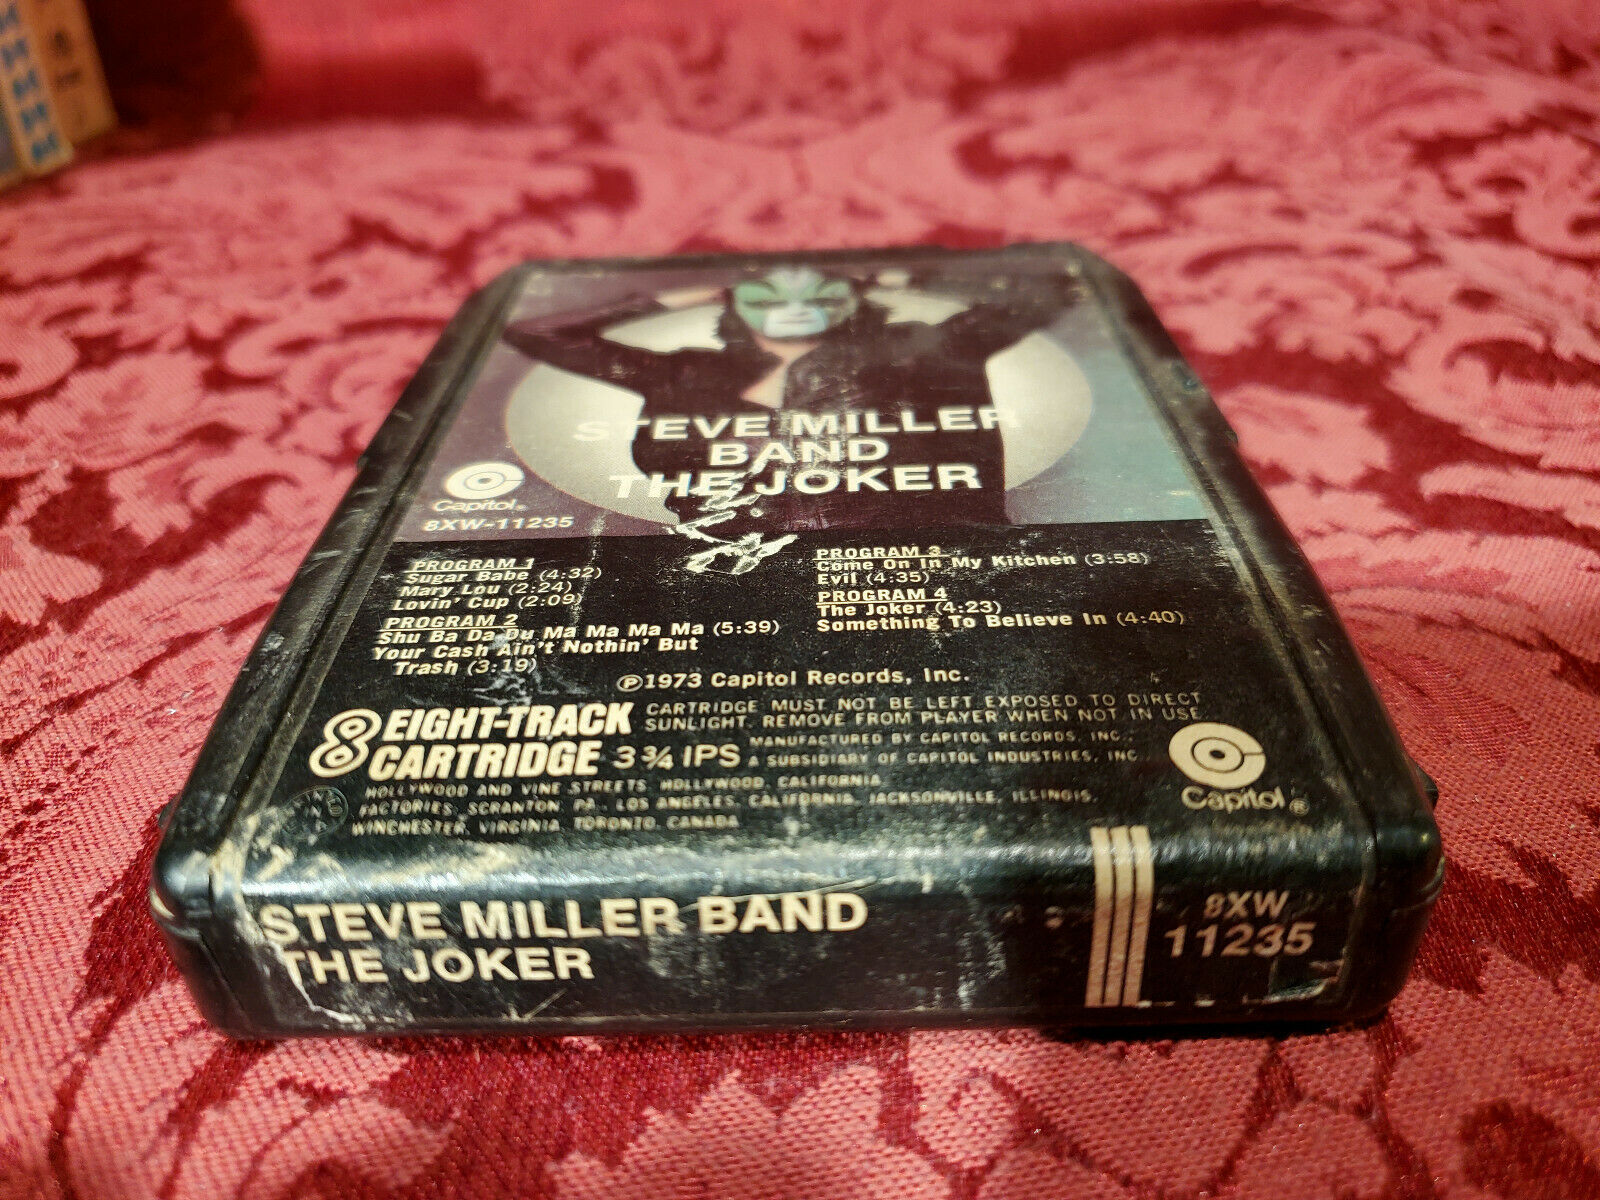 STEVE MILLER
BAND
THE JOKER
Capitol®
8XW-11235
PROGRAM 1
Sugar Babe (4:32)
Mary Lou (2:24)
Lovin' Cup (2:09)
PROGRAM 2
Shu Ba Da Du Ma Ma Ma Ma (5:39)
Your Cash Ain't Nothin' But
Trash (3:19)
PROGRAM 3
Come On In My Kitchen (3:58)
Evil (4:35)
PROGRAM 4
The Joker (4:23)
Something To Believe In (4:40)
℗1973 Capitol Records, Inc.
8 EIGHT-TRACK
CARTRIDGE
3 ¾ IPS
CARTRIDGE MUST NOT BE LEFT EXPOSED TO DIRECT
SUNLIGHT. REMOVE FROM PLAYER WHEN NOT IN USE
MANUFACTURED BY CAPITOL RECORDS, INC.,
A SUBSIDIARY OF CAPITOL INDUSTRIES, INC.
HOLLYWOOD AND VINE STREETS HOLLYWOOD, CALIFORNIA
FACTORIES, SCRANTON, PA., LOS ANGELES, CALIFORNIA, JACKSONVILLE, ILLINOIS,
WINCHESTER, VIRGINIA, TORONTO, CANADA
Capitol®
STEVE MILLER BAND
THE JOKER
8XW
11235